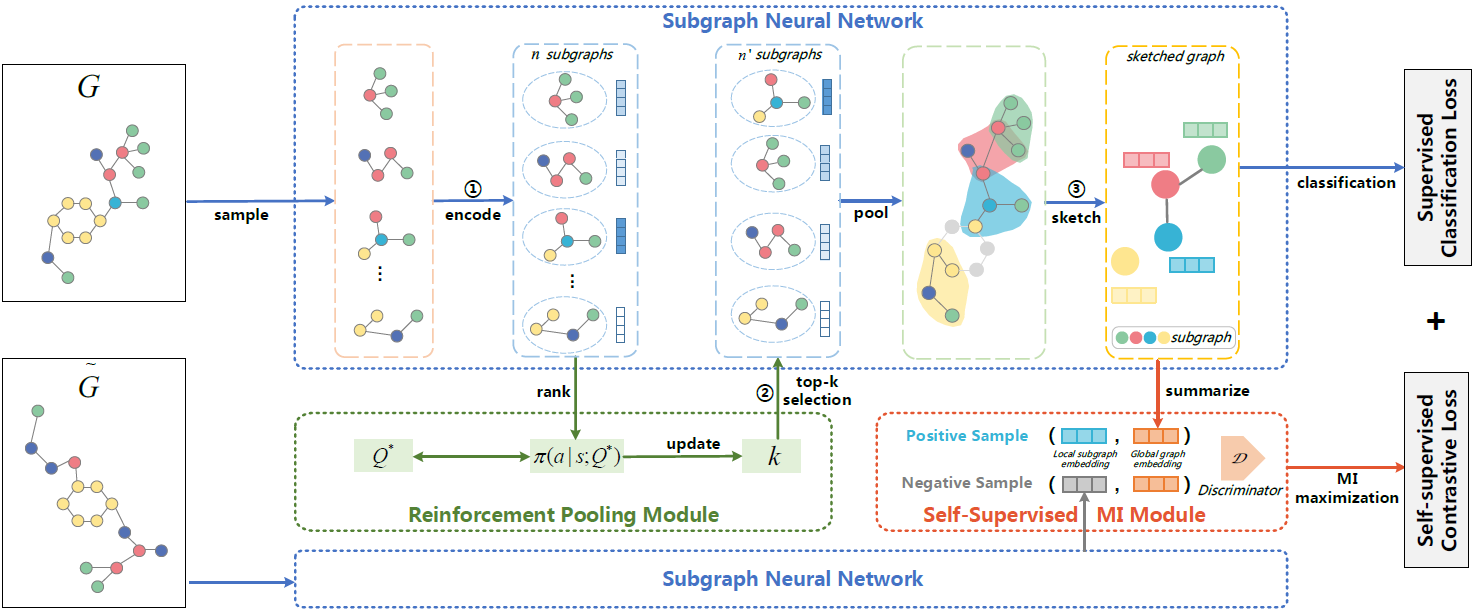 Subgraph Neural Network
G
sample
①
encode
n subgraphs
n' subgraphs
pool
③
sketch
sketched graph
subgraph
classification
Supervised
Classification Loss
+
G̃
rank
②
top-k
selection
summarize
Q*
π(a | s;Q*)
update
k
Reinforcement Pooling Module
Positive Sample ( , )
Local subgraph
embedding
Global graph
embedding
Negative Sample ( , )
𝒟
Discriminator
Self-Supervised MI Module
MI
maximization
Self-supervised
Contrastive Loss
Subgraph Neural Network